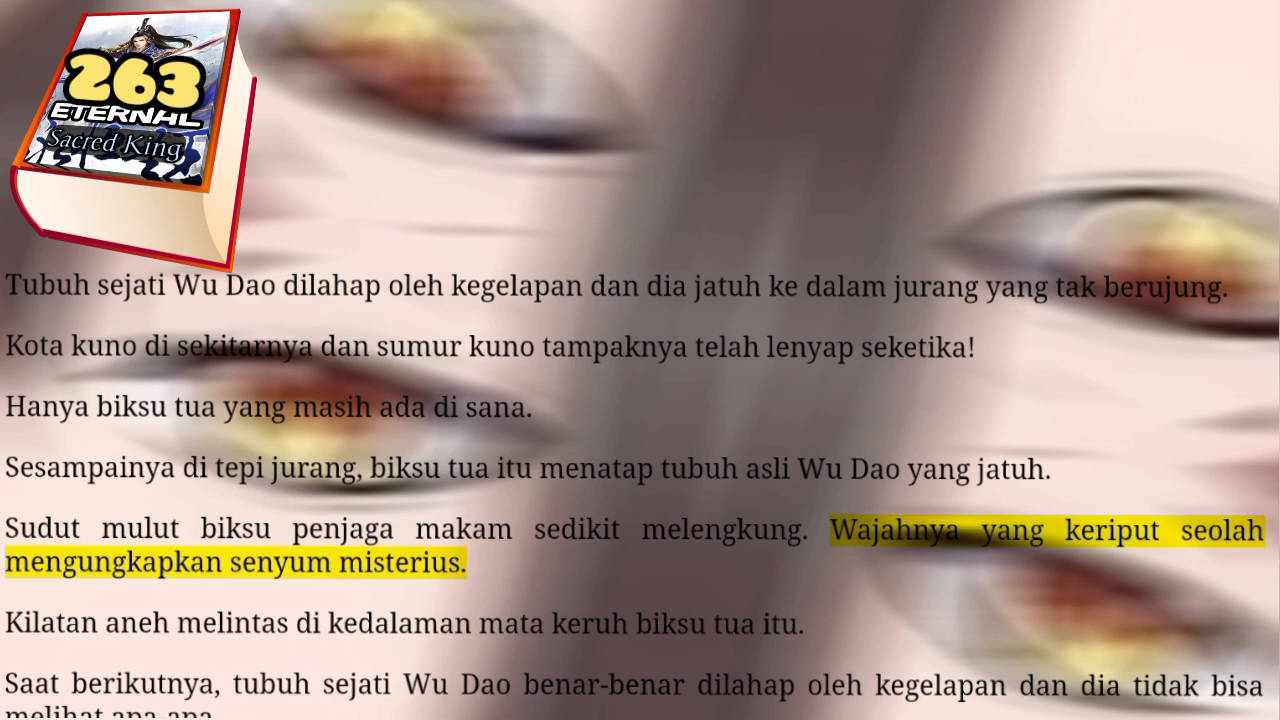 263
ETERNAL
Sacred King
Tubuh sejati Wu Dao dilahap oleh kegelapan dan dia jatuh ke dalam jurang yang tak berujung.
Kota kuno di sekitarnya dan sumur kuno tampaknya telah lenyap seketika!
Hanya biksu tua yang masih ada di sana.
Sesampainya di tepi jurang, biksu tua itu menatap tubuh asli Wu Dao yang jatuh.
Sudut mulut biksu penjaga makam sedikit melengkung. Wajahnya yang keriput seolah
mengungkapkan senyum misterius.
Kilatan aneh melintas di kedalaman mata keruh biksu tua itu.
Saat berikutnya, tubuh sejati Wu Dao benar-benar dilahap oleh kegelapan dan dia tidak bisa
melihat apa-apa.